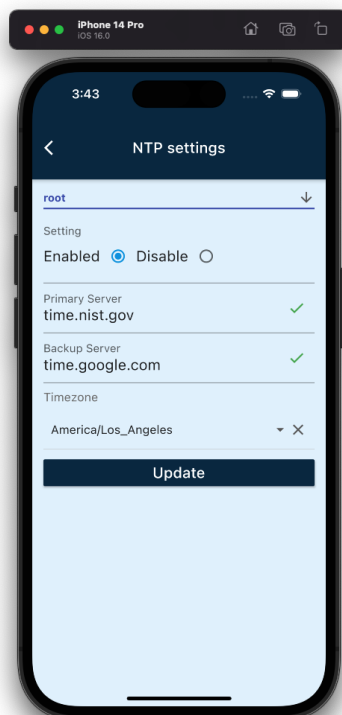 iPhone 14 Pro
iOS 16.0
3:43
NTP settings
root
Setting
Enabled Disable
Primary Server
time.nist.gov
Backup Server
time.google.com
Timezone
America/Los_Angeles
Update